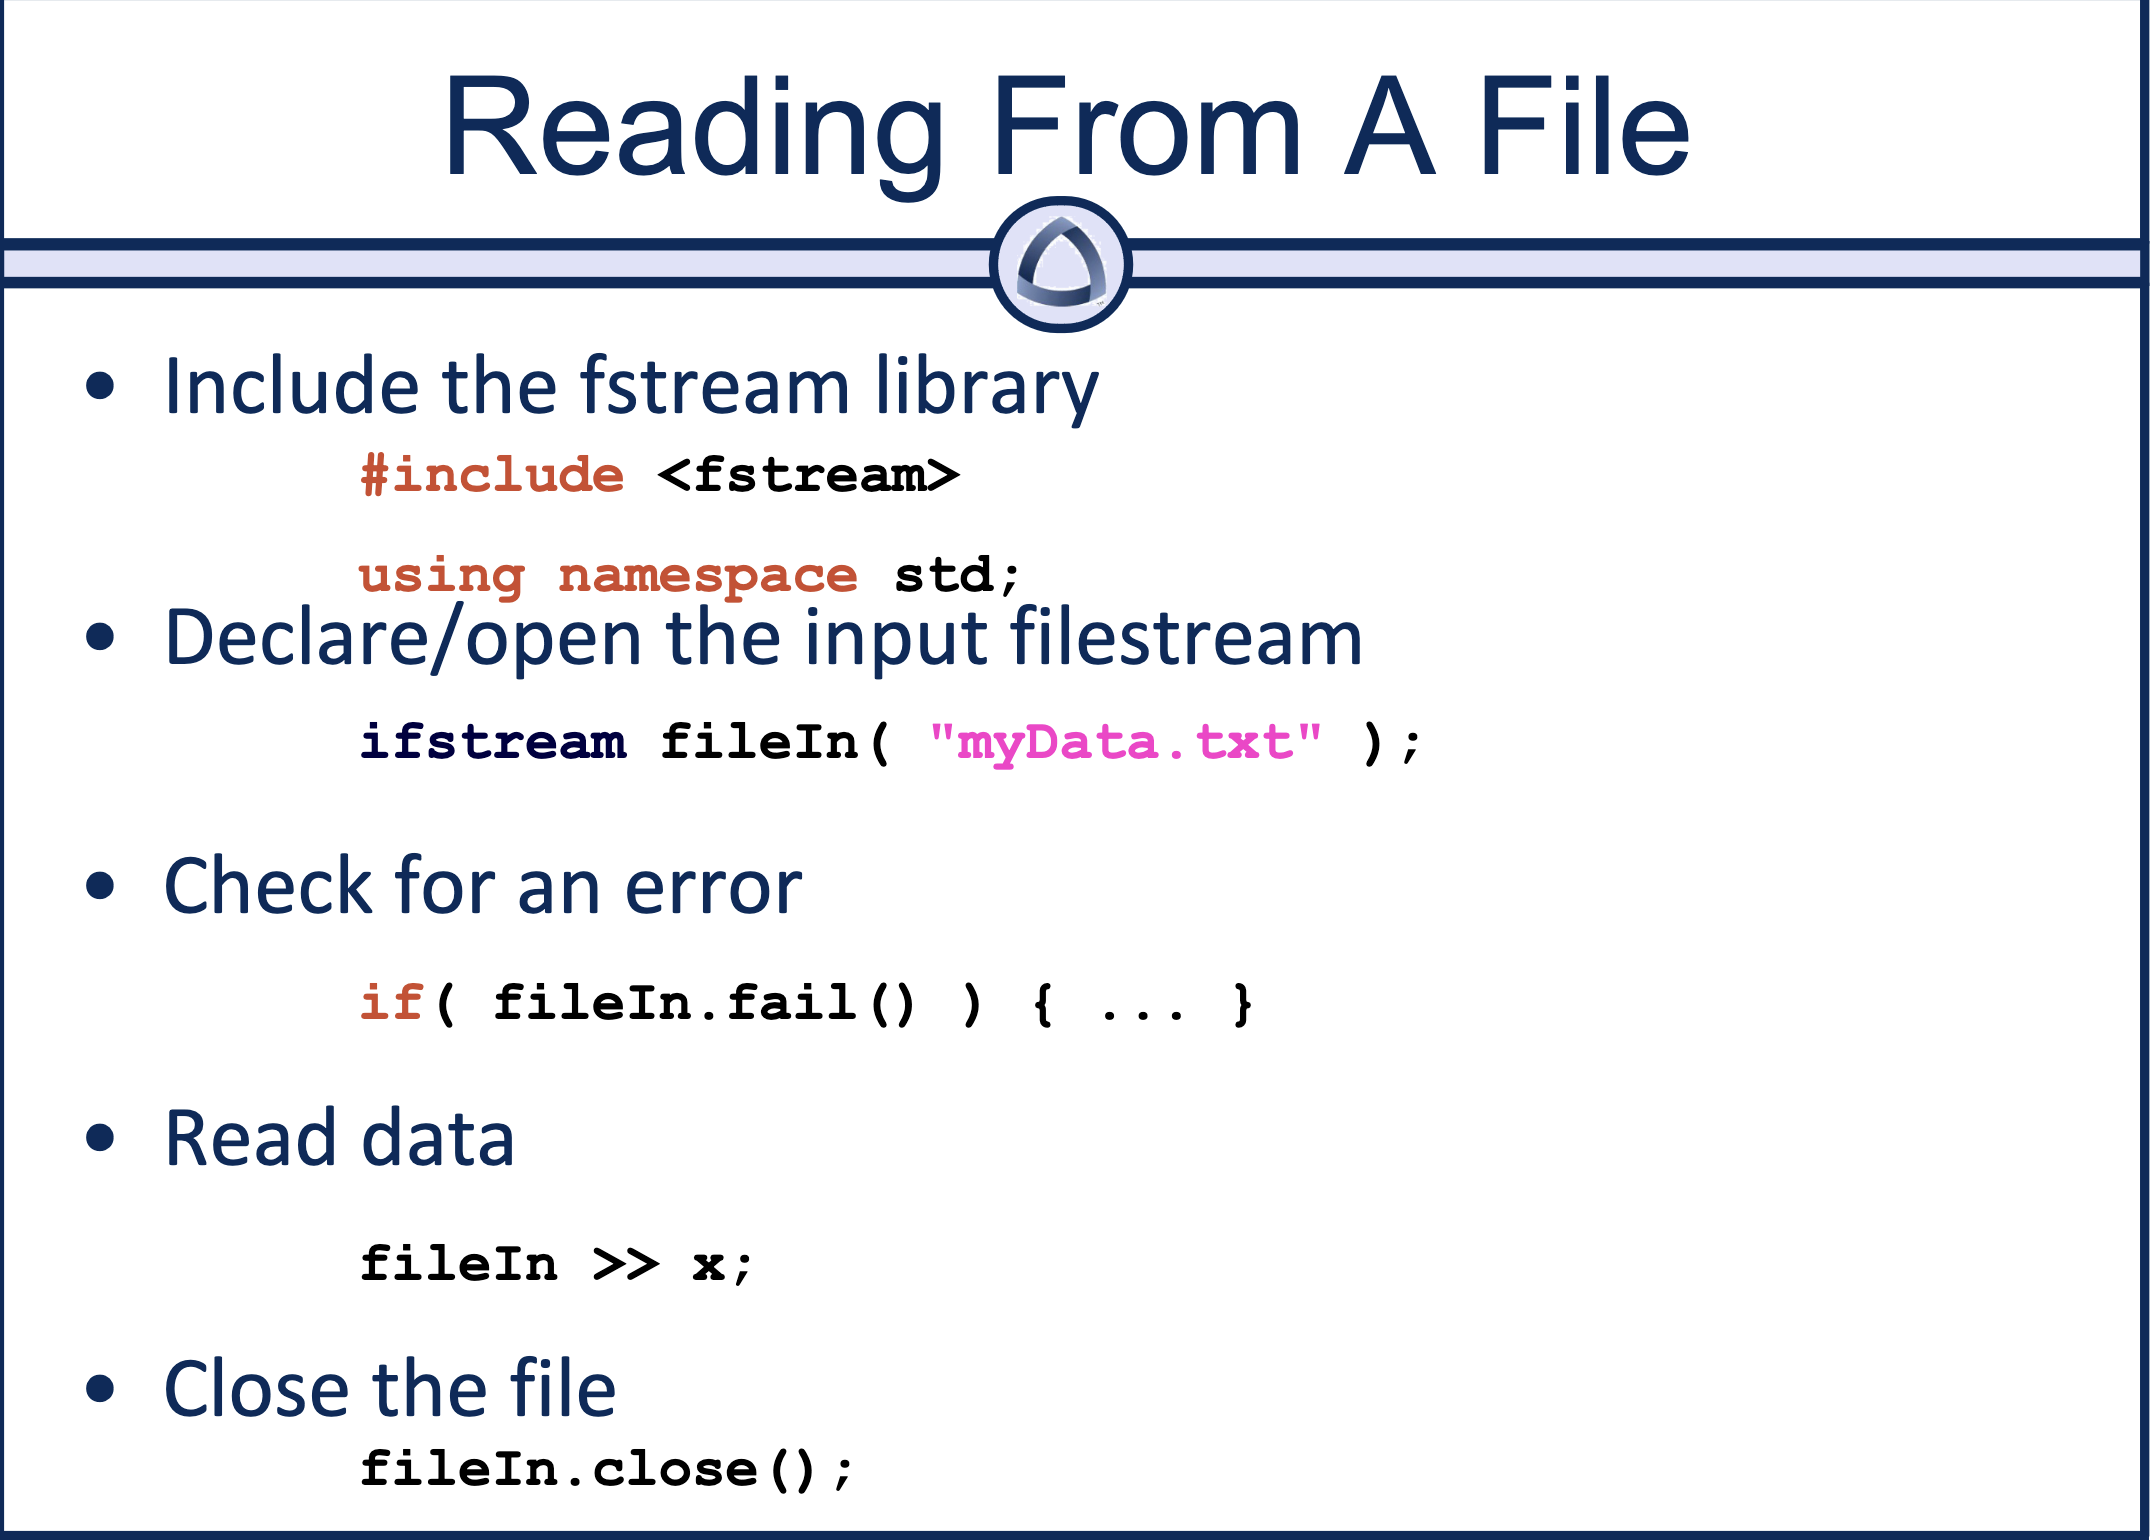 Reading From A File
• Include the fstream library
#include <fstream>
using namespace std;
• Declare/open the input filestream
ifstream fileIn( "myData.txt" );
• Check for an error
if( fileIn.fail() ) { ... }
• Read data
fileIn >> x;
• Close the file
fileIn.close();